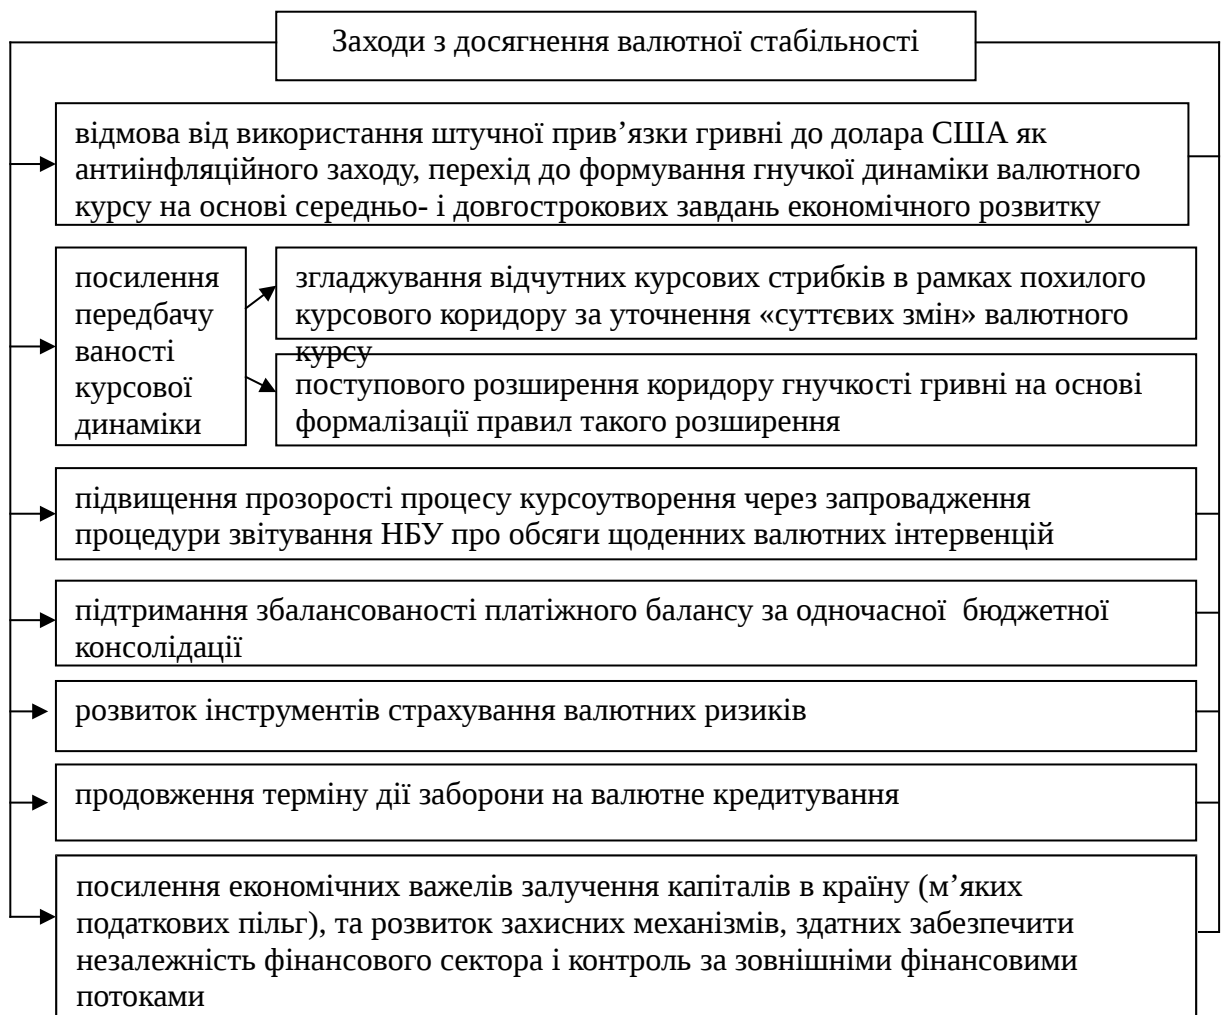 Заходи з досягнення валютної стабільності
відмова від використання штучної прив’язки гривні до долара США як
антиінфляційного заходу, перехід до формування гнучкої динаміки валютного
курсу на основі середньо- і довгострокових завдань економічного розвитку
посилення
передбачу
ваності
курсової
динаміки
згладжування відчутних курсових стрибків в рамках похилого
курсового коридору за уточнення «суттєвих змін» валютного
курсу
поступового розширення коридору гнучкості гривні на основі
формалізації правил такого розширення
підвищення прозорості процесу курсоутворення через запровадження
процедури звітування НБУ про обсяги щоденних валютних інтервенцій
підтримання збалансованості платіжного балансу за одночасної  бюджетної
консолідації
розвиток інструментів страхування валютних ризиків
продовження терміну дії заборони на валютне кредитування
посилення економічних важелів залучення капіталів в країну (м’яких
податкових пільг), та розвиток захисних механізмів, здатних забезпечити
незалежність фінансового сектора і контроль за зовнішніми фінансовими
потоками